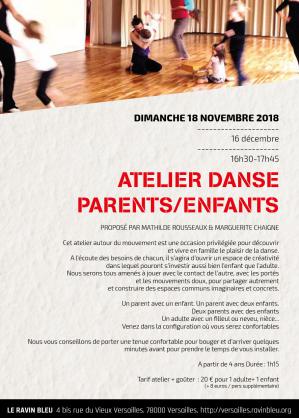 DIMANCHE 18 NOVEMBRE 2018
16 décembre
16h30-17h45
ATELIER DANSE
PARENTS/ENFANTS
PROPOSÉ PAR MATHILDE ROUSSEAUX & MARGUERITE CHAIGNE
Cet atelier autour du mouvement est une occasion privilégiée pour découvrir
et vivre en famille le plaisir de la danse.
A l'écoute des besoins de chacun, il s'agira d'ouvrir un espace de créativité
dans lequel pourront s'investir aussi bien l'enfant que l'adulte.
Nous serons tous amenés à jouer avec le contact de l'autre, avec les portés
et les mouvements doux, pour partager autrement
et construire des espaces communs imaginaires et concrets.
Un parent avec un enfant. Un parent avec deux enfants.
Deux parents avec des enfants
Un adulte avec un filleul ou neveu, nièce...
Venez dans la configuration où vous serez confortables
Nous vous conseillons de porter une tenue confortable pour bouger et d'arriver quelques
minutes avant pour prendre le temps de vous installer.
A partir de 4 ans Durée : 1h15
Tarif atelier + goûter : 20 € pour 1 adulte+ 1 enfant
(+ 8 euros / pers supplémentaire)
LE RAVIN BLEU 4 bis rue du Vieux Versailles. 78000 Versailles. http://versailles.ravinbleu.org